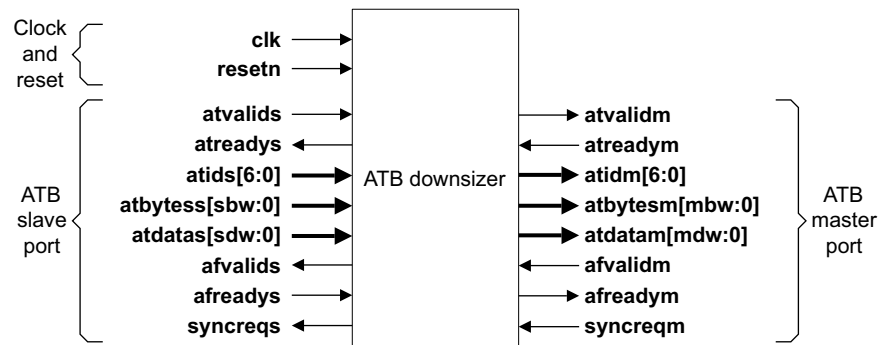 Clock
and
reset
clk
resetn
ATB
slave
port
atvalids
atreadys
atids[6:0]
atbytess[sbw:0]
atdatas[sdw:0]
afvalids
afreadys
syncreqs
ATB downsizer
atvalidm
atreadym
atidm[6:0]
atbytesm[mbw:0]
atdatam[mdw:0]
afvalidm
afreadym
syncreqm
ATB
master
port